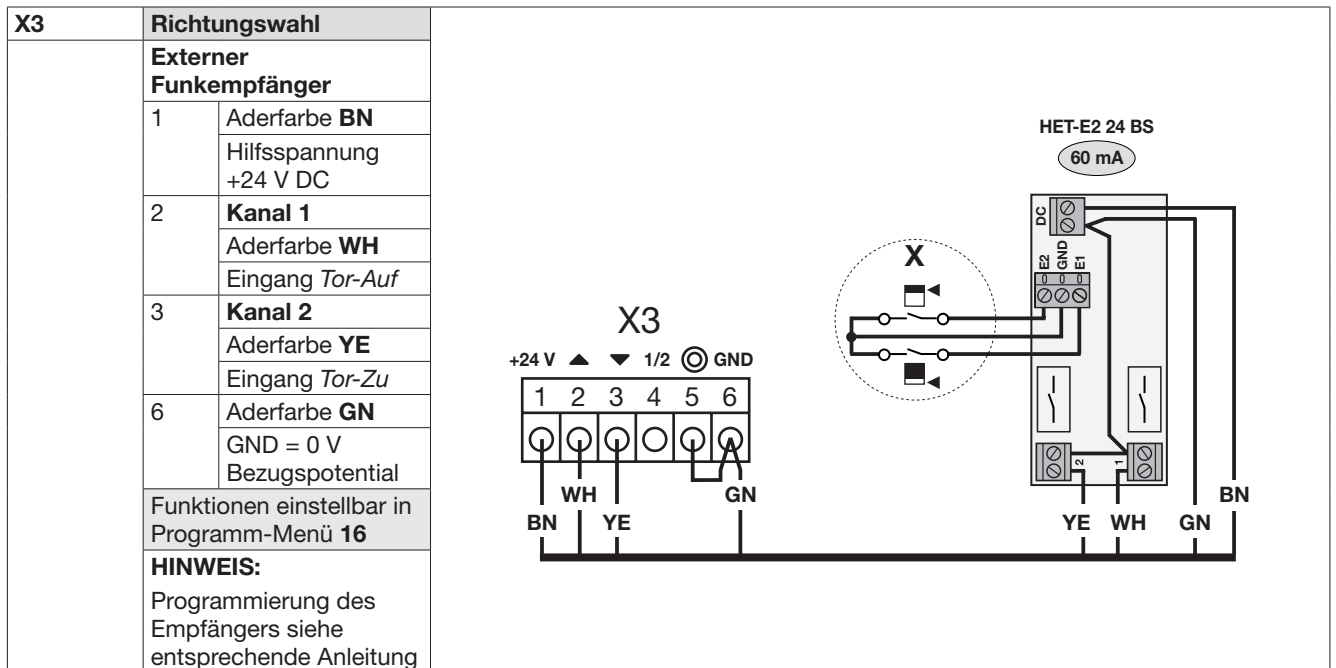 X3
Richtungswahl
Externer
Funkempfänger
1
Aderfarbe BN
Hilfsspannung
+24 V DC
2
Kanal 1
Aderfarbe WH
Eingang Tor-Auf
3
Kanal 2
Aderfarbe YE
Eingang Tor-Zu
6
Aderfarbe GN
GND = 0 V
Bezugspotential
Funktionen einstellbar in
Programm-Menü 16
HINWEIS:
Programmierung des
Empfängers siehe
entsprechende Anleitung
HET-E2 24 BS
60 mA
DC
E2
GND
E1
0 0 0
X
X3
+24 V 1/2 GND
1 2 3 4 5 6
WH GN
BN YE
2 1
BN
YE WH GN